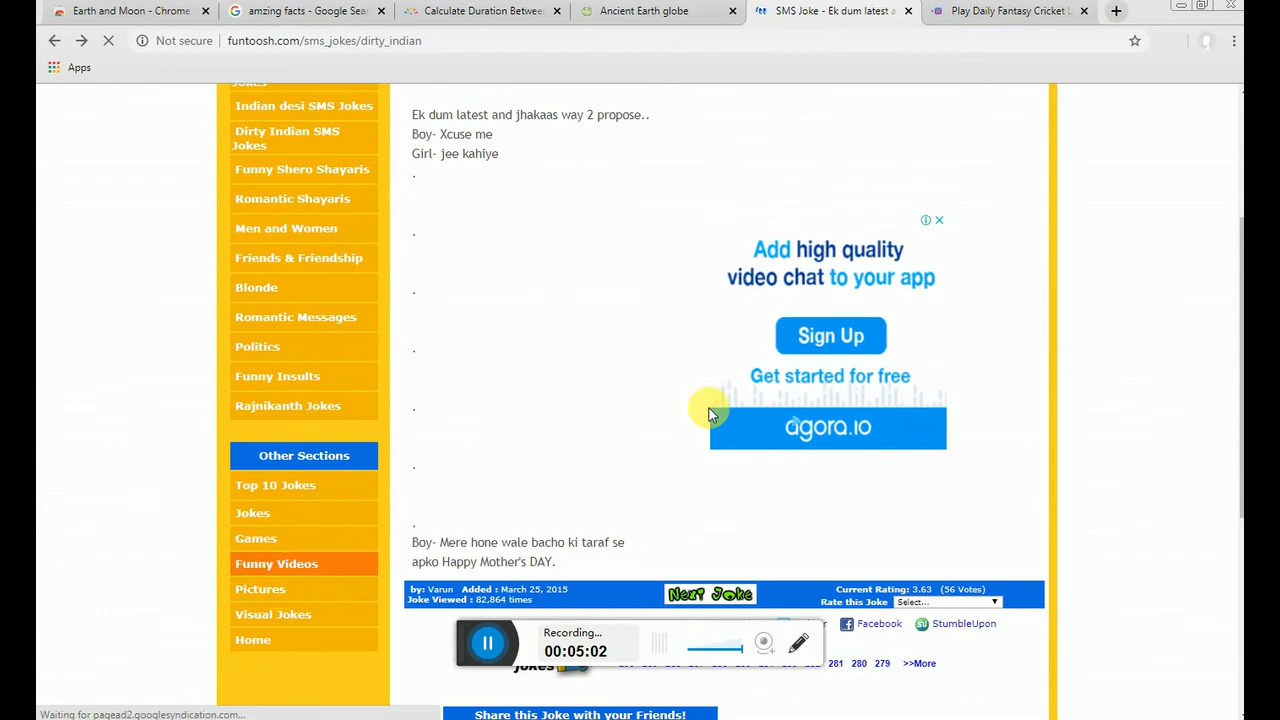 Earth and Moon - Chrome
amzing facts - Google Sea
Calculate Duration Betwee
Ancient Earth globe
SMS Joke - Ek dum latest a
Play Daily Fantasy Cricket L
Not secure
funtoosh.com/sms_jokes/dirty_indian
Apps
Jokes
Indian desi SMS Jokes
Dirty Indian SMS
Jokes
Funny Shero Shayaris
Romantic Shayaris
Men and Women
Friends & Friendship
Blonde
Romantic Messages
Politics
Funny Insults
Rajnikanth Jokes
Other Sections
Top 10 Jokes
Jokes
Games
Funny Videos
Pictures
Visual Jokes
Home
Ek dum latest and jhakaas way 2 propose..
Boy- Xcuse me
Girl- jee kahiye
.
.
.
.
.
.
.
Boy- Mere hone wale bacho ki taraf se
apko Happy Mother's DAY.
Add high quality
video chat to your app
Sign Up
Get started for free
agora.io
by: Varun Added : March 25, 2015
Joke Viewed : 82,864 times
Next Joke
Current Rating: 3.63 (56 Votes)
Rate this Joke Select...
Facebook
StumbleUpon
Recording...
00:05:02
jokes
281 280 279 >>More
Share this Joke with your Friends!
Waiting for pagead2.googlesyndication.com...